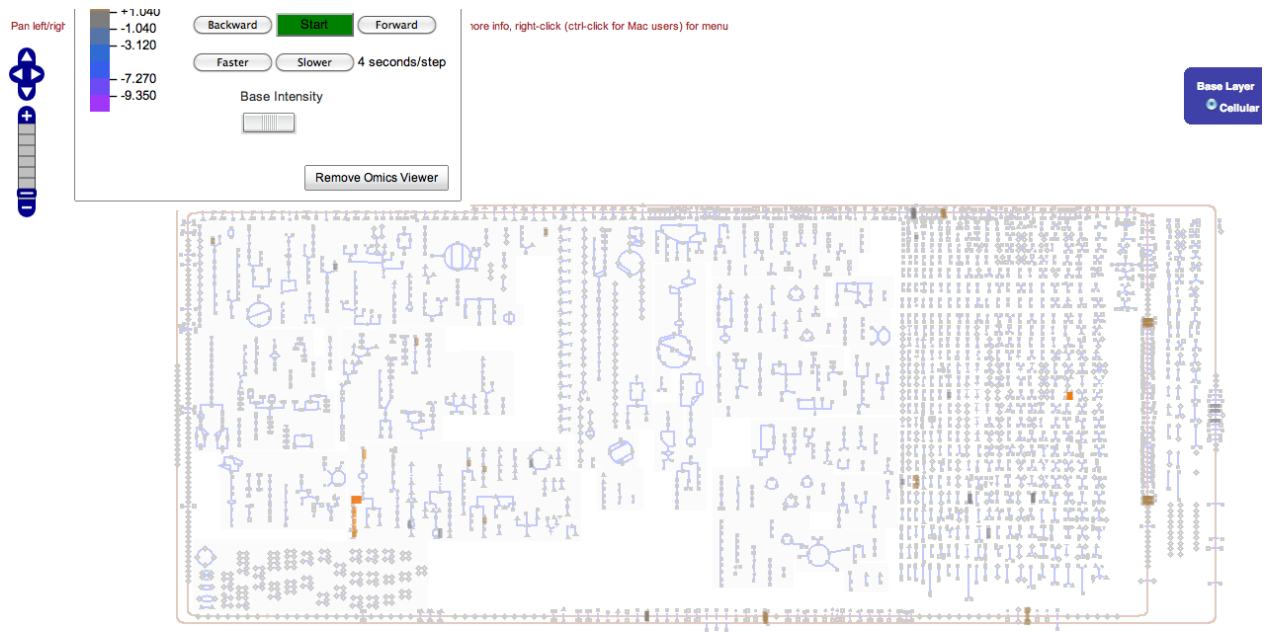 +1.040
-1.040
-3.120
-7.270
-9.350
Backward
Start
Forward
Faster
Slower
4 seconds/step
Base Intensity
Remove Omics Viewer
Pan left/righ
nore info, right-click (ctrl-click for Mac users) for menu
Base Layer
Cellular